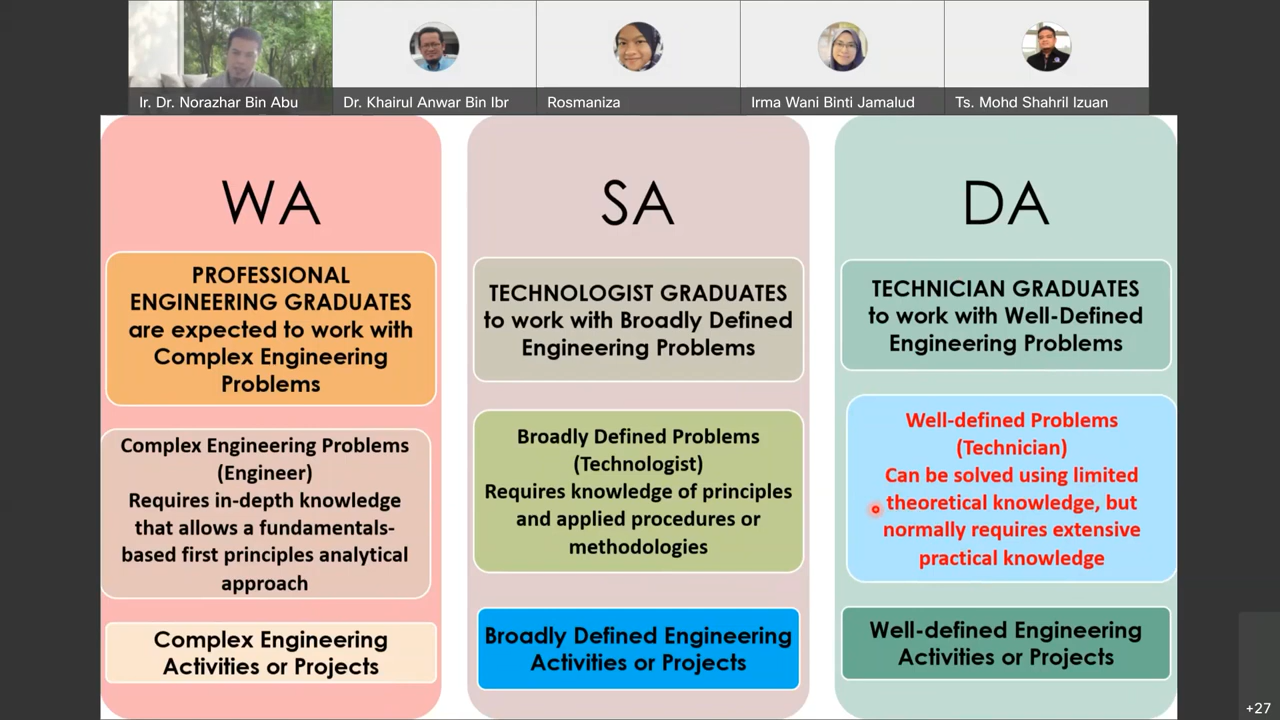 Ir. Dr. Norazhar Bin Abu
Dr. Khairul Anwar Bin Ibr
Rosmaniza
Irma Wani Binti Jamalud
Ts. Mohd Shahril Izuan
WA
PROFESSIONAL
ENGINEERING GRADUATES
are expected to work with
Complex Engineering
Problems
Complex Engineering Problems
(Engineer)
Requires in-depth knowledge
that allows a fundamentals-
based first principles analytical
approach
Complex Engineering
Activities or Projects
SA
TECHNOLOGIST GRADUATES
to work with Broadly Defined
Engineering Problems
Broadly Defined Problems
(Technologist)
Requires knowledge of principles
and applied procedures or
methodologies
Broadly Defined Engineering
Activities or Projects
DA
TECHNICIAN GRADUATES
to work with Well-Defined
Engineering Problems
Well-defined Problems
(Technician)
Can be solved using limited
theoretical knowledge, but
normally requires extensive
practical knowledge
Well-defined Engineering
Activities or Projects
+27